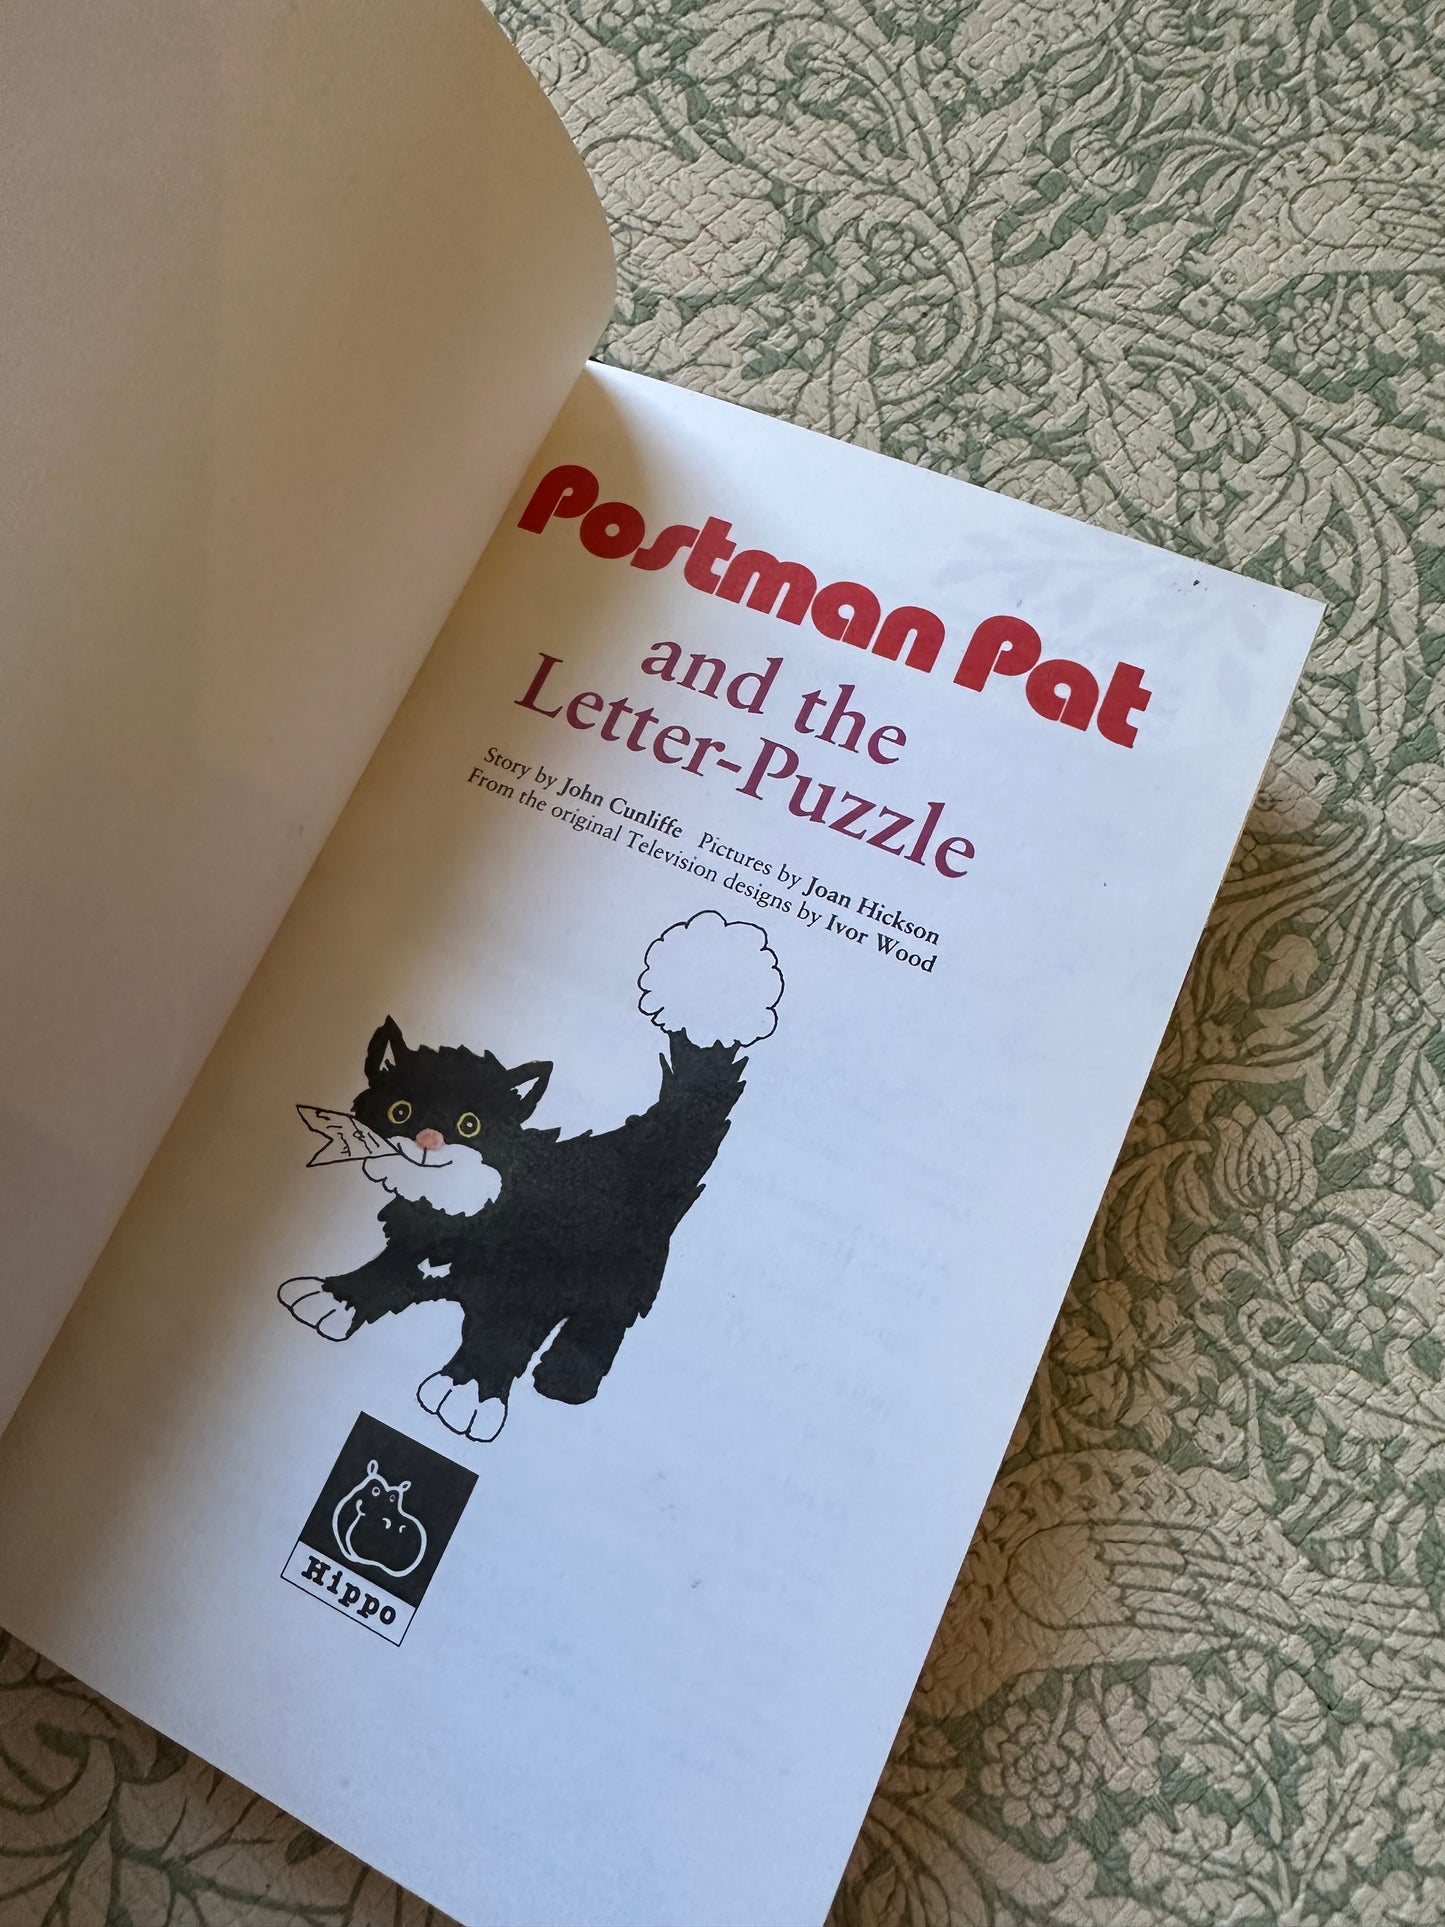 Postman Pat
and the
Letter-Puzzle
Story by John Cunliffe Pictures by Joan Hickson
From the original Television designs by Ivor Wood
Hippo